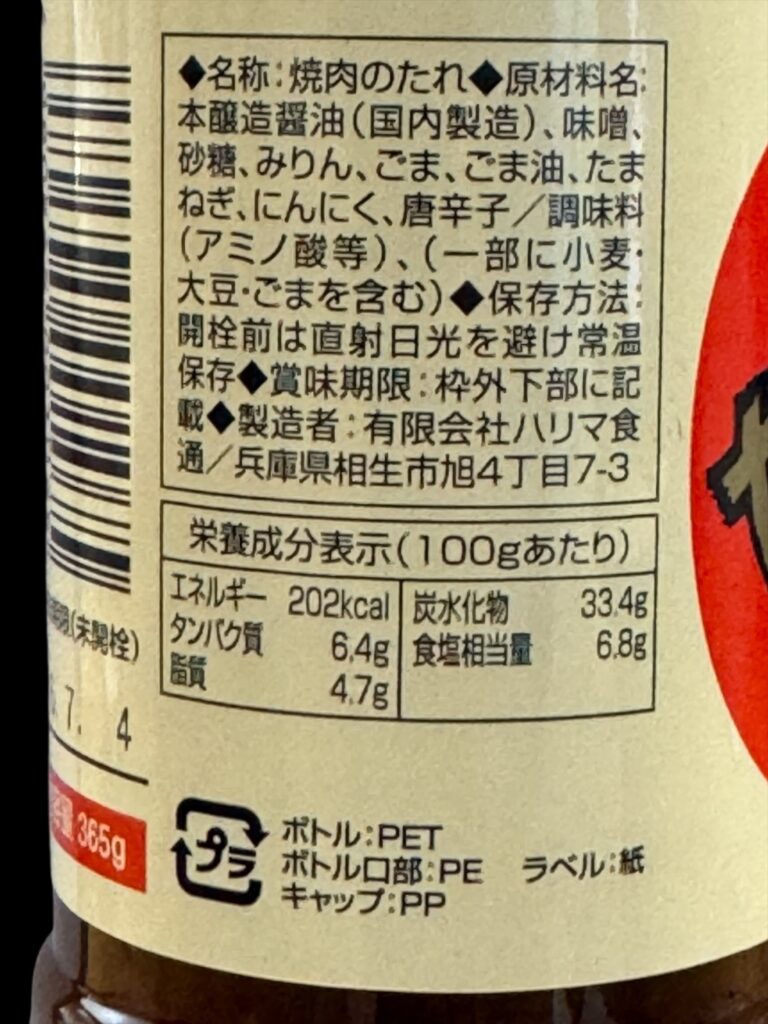 ◆名称:焼肉のたれ◆原材料名:
本醸造醤油(国内製造)、味噌、
砂糖、みりん、ごま、ごま油、たま
ねぎ、にんにく、唐辛子/調味料
(アミノ酸等)、(一部に小麦・
大豆・ごまを含む)◆保存方法:
開栓前は直射日光を避け常温
保存◆賞味期限:枠外下部に記
載◆製造者:有限会社ハリマ食
通/兵庫県相生市旭4丁目7-3
栄養成分表示(100gあたり)
エネルギー 202kcal
タンパク質 6.4g
脂質 4.7g
炭水化物 33.4g
食塩相当量 6.8g
(未開栓)
7. 4
量 365g
プラ
ボトル:PET
ボトル口部:PE ラベル:紙
キャップ:PP